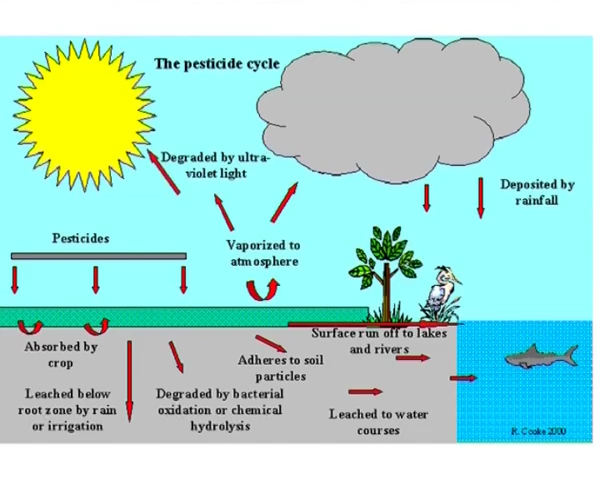 The pesticide cycle
Degraded by ultra-
violet light
Deposited by
rainfall
Pesticides
Vaporized to
atmosphere
Surface run off to lakes
and rivers
Absorbed by
crop
Adheres to soil
particles
Leached below
root zone by rain
or irrigation
Degraded by bacterial
oxidation or chemical
hydrolysis
Leached to water
courses
R. Cooke 2000